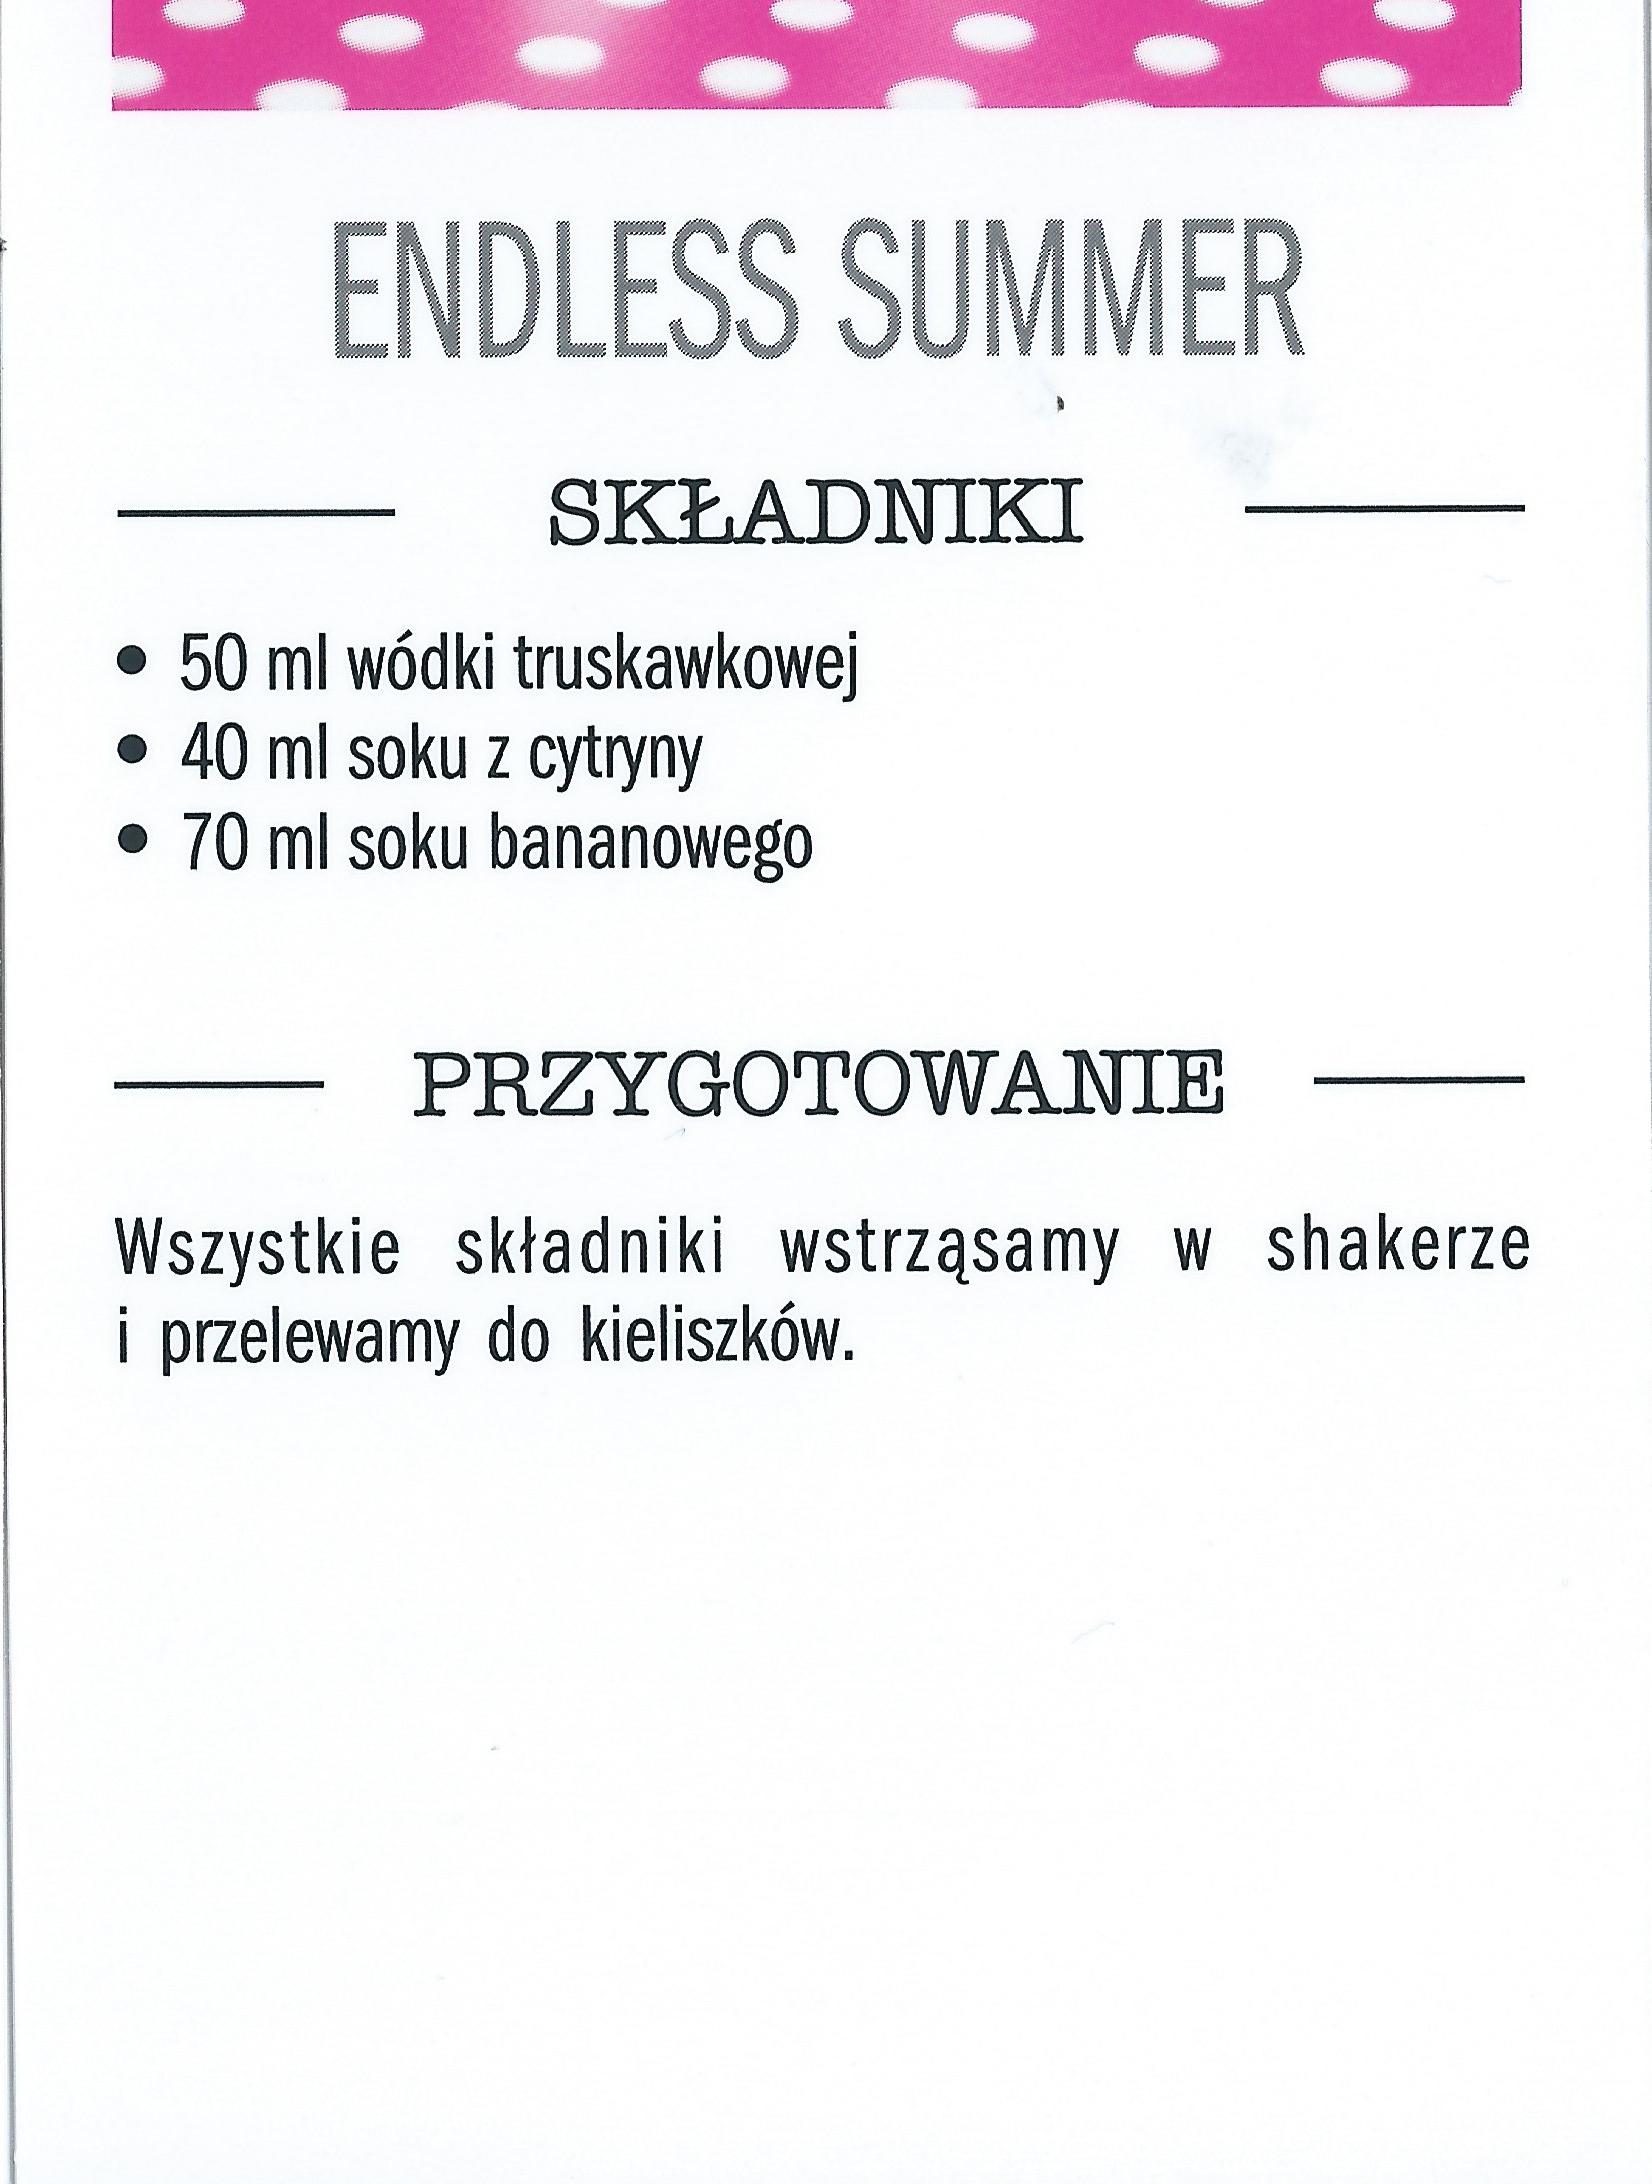 ENDLESS SUMMER
SKŁADNIKI
• 50 ml wódki truskawkowej
• 40 ml soku z cytryny
• 70 ml soku bananowego
PRZYGOTOWANIE
Wszystkie składniki wstrząsamy w shakerze
i przelewamy do kieliszków.